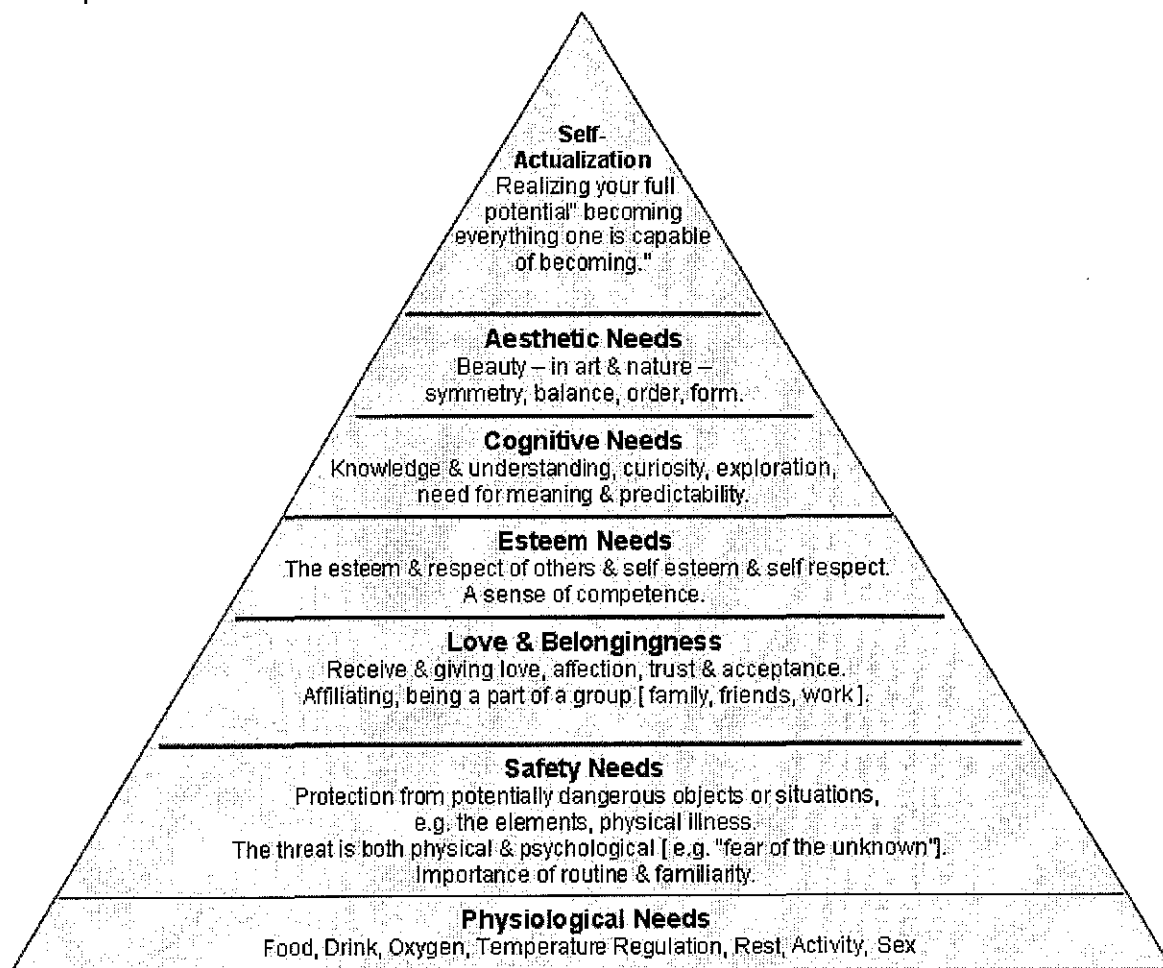 Self-
Actualization
Realizing your full
potential" becoming
everything one is capable
of becoming."
Aesthetic Needs
Beauty – in art & nature –
symmetry, balance, order, form.
Cognitive Needs
Knowledge & understanding, curiosity, exploration,
need for meaning & predictability.
Esteem Needs
The esteem & respect of others & self esteem & self respect.
A sense of competence.
Love & Belongingness
Receive & giving love, affection, trust & acceptance.
Affiliating, being a part of a group [ family, friends, work ].
Safety Needs
Protection from potentially dangerous objects or situations,
e.g. the elements, physical illness.
The threat is both physical & psychological [ e.g. "fear of the unknown"].
Importance of routine & familiarity.
Physiological Needs
Food, Drink, Oxygen, Temperature Regulation, Rest, Activity, Sex